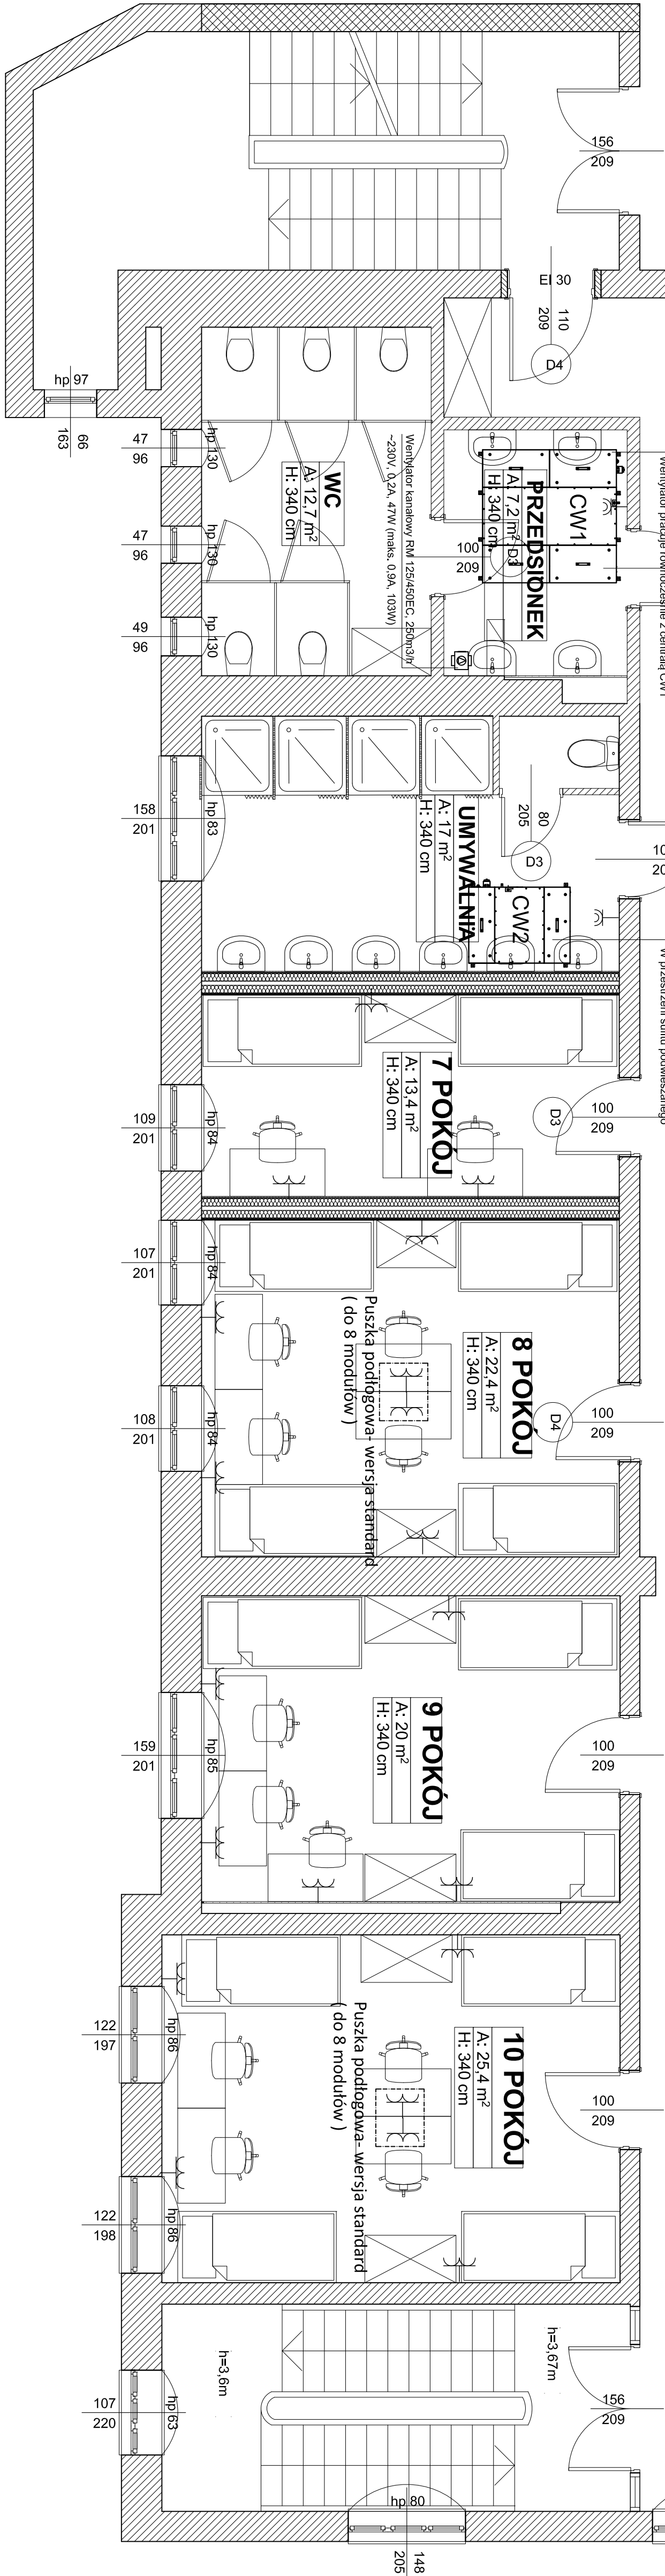 156
209
EI 30
110
209
D4
hp 97
66
163
47
96
hp 130
47
96
hp 130
49
96
hp 130
WC
A: 12,7 m²
H: 340 cm
Wentylator kanałowy RM 125/450EC, 250m3/h
~230V, 0,2A, 47W (maks. 0,9A, 103W)
PRZEDSIONEK
A: 7,2 m²
H: 340 cm
CW1
D3
100
209
Wentylator pracuje równocześnie z centralą CW1
158
201
hp 83
UMYWALNIA
A: 17 m²
H: 340 cm
80
205
D3
CW2
W przestrzeni sufitu podwieszanego
109
201
hp 84
7 POKÓJ
A: 13,4 m²
H: 340 cm
D3
100
209
107
201
hp 84
108
201
hp 84
Puszka podłogowa- wersja standard
( do 8 modułów )
8 POKÓJ
A: 22,4 m²
H: 340 cm
D4
100
209
159
201
hp 85
9 POKÓJ
A: 20 m²
H: 340 cm
100
209
122
197
hp 86
122
198
hp 86
Puszka podłogowa- wersja standard
( do 8 modułów )
10 POKÓJ
A: 25,4 m²
H: 340 cm
100
209
h=3,6m
h=3,67m
107
220
hp 63
156
209
hp 80
148
205